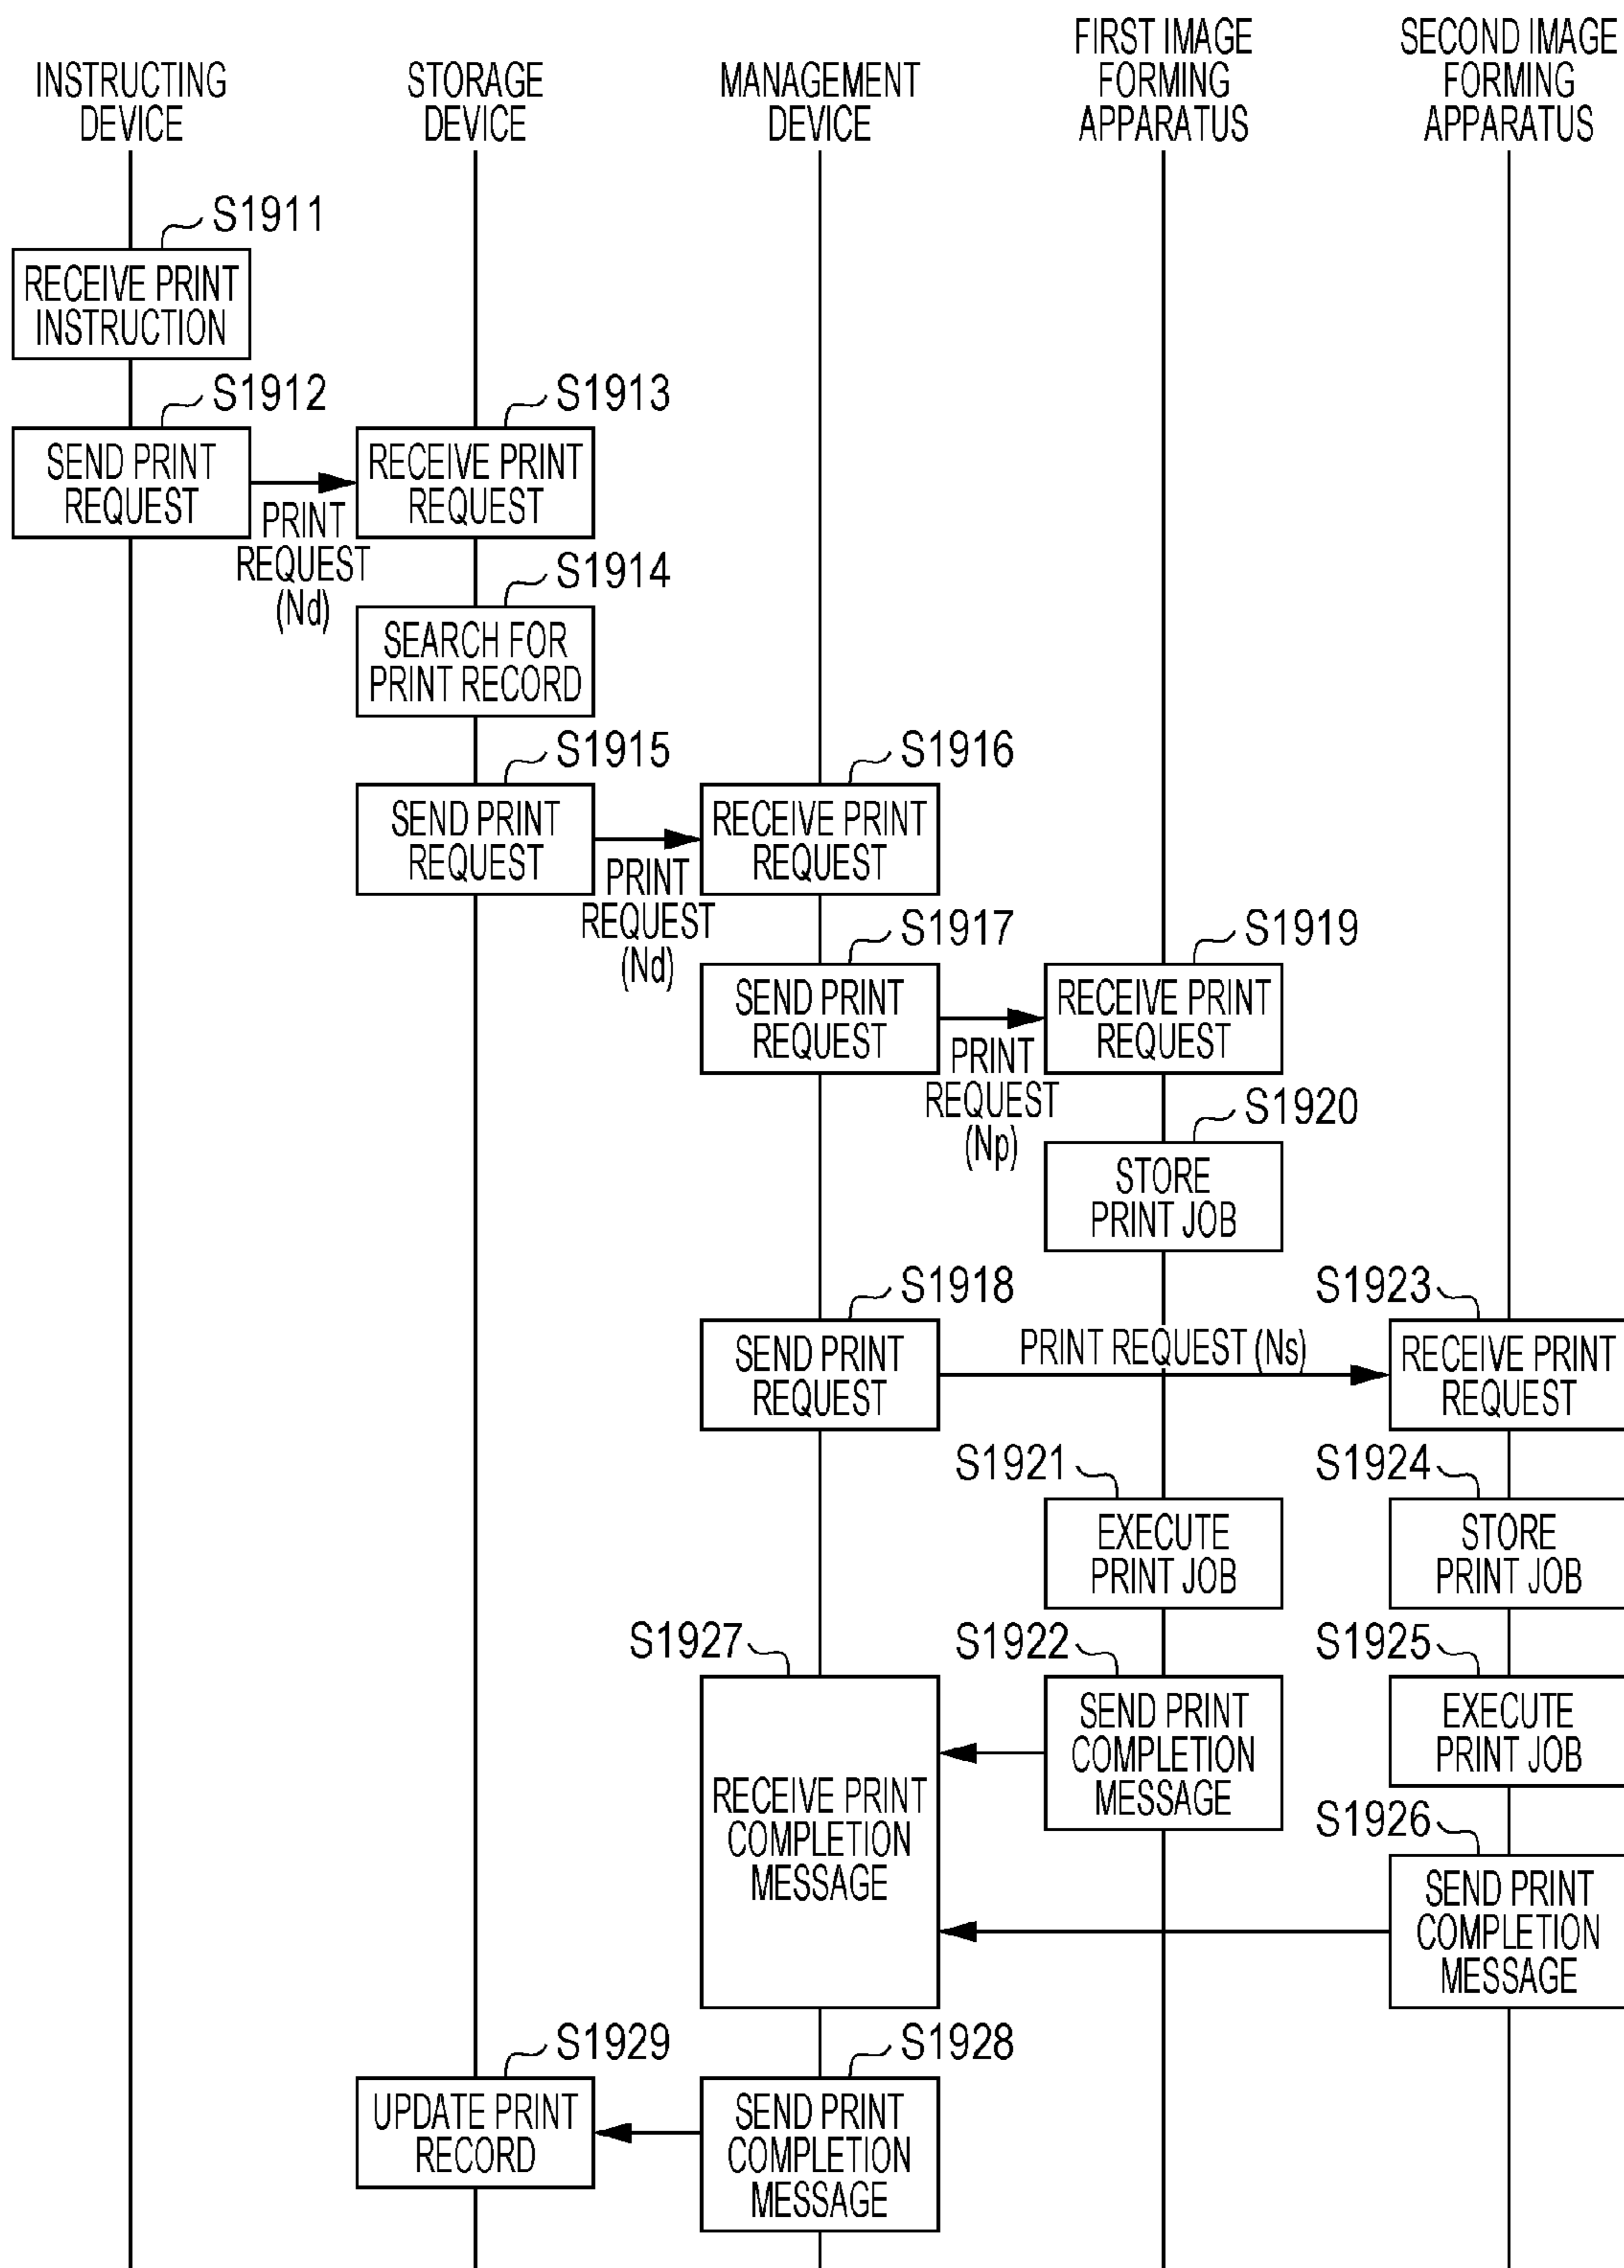 INSTRUCTING
DEVICE
STORAGE
DEVICE
MANAGEMENT
DEVICE
FIRST IMAGE
FORMING
APPARATUS
SECOND IMAGE
FORMING
APPARATUS
S1911
RECEIVE PRINT
INSTRUCTION
S1912
SEND PRINT
REQUEST
PRINT
REQUEST
(Nd)
S1913
RECEIVE PRINT
REQUEST
S1914
SEARCH FOR
PRINT RECORD
S1915
SEND PRINT
REQUEST
PRINT
REQUEST
(Nd)
S1916
RECEIVE PRINT
REQUEST
S1917
SEND PRINT
REQUEST
PRINT
REQUEST
(Np)
S1919
RECEIVE PRINT
REQUEST
S1920
STORE
PRINT JOB
S1918
SEND PRINT
REQUEST
PRINT REQUEST (Ns)
S1923
RECEIVE PRINT
REQUEST
S1921
EXECUTE
PRINT JOB
S1924
STORE
PRINT JOB
S1927
RECEIVE PRINT
COMPLETION
MESSAGE
S1922
SEND PRINT
COMPLETION
MESSAGE
S1925
EXECUTE
PRINT JOB
S1926
SEND PRINT
COMPLETION
MESSAGE
S1929
UPDATE PRINT
RECORD
S1928
SEND PRINT
COMPLETION
MESSAGE